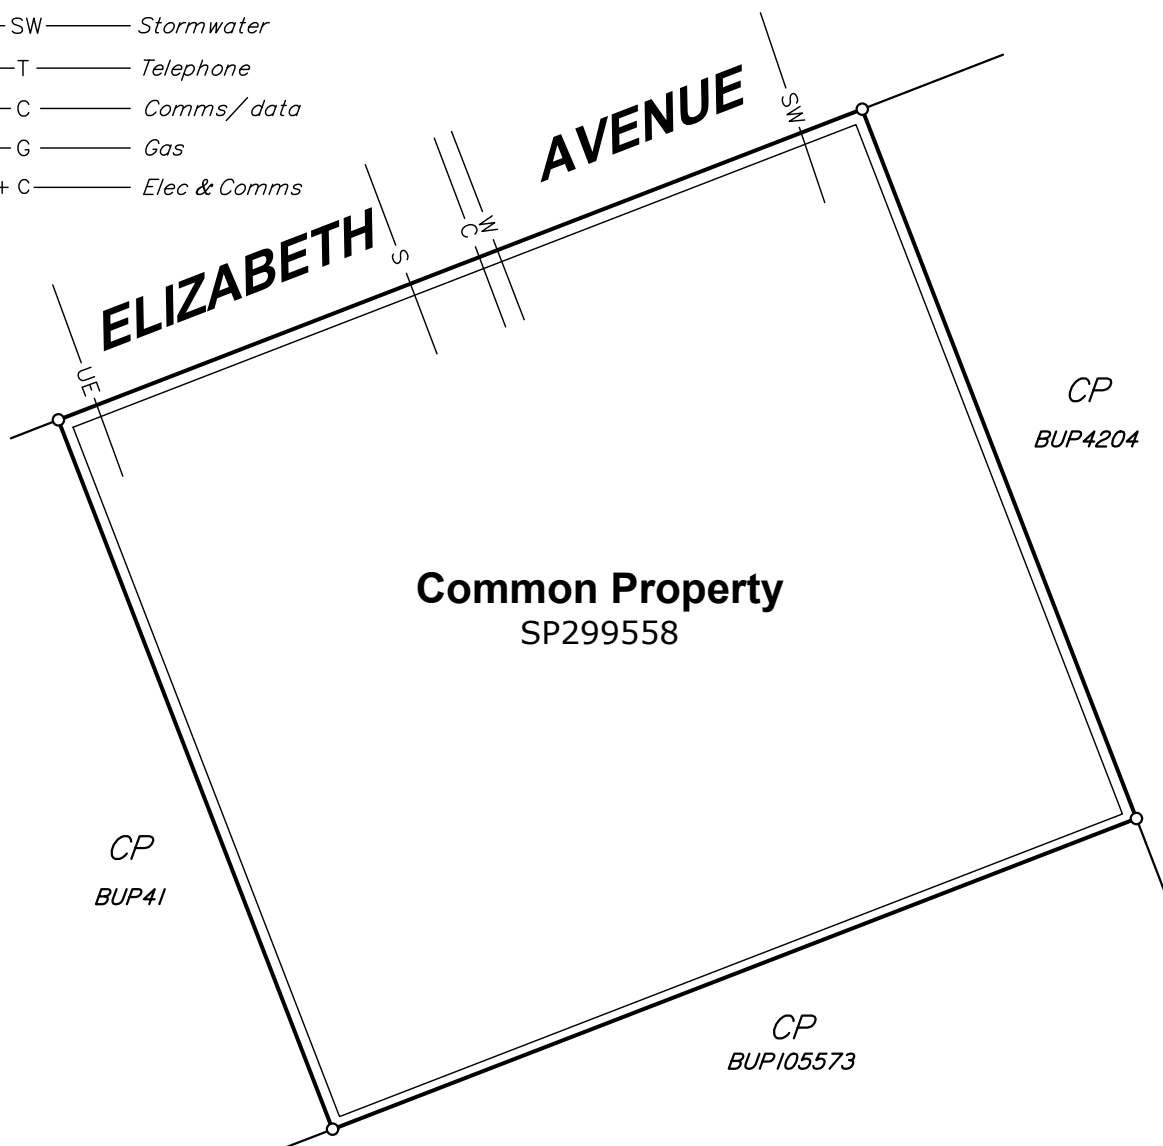 SW Stormwater
T Telephone
C Comms/data
G Gas
+ C Elec & Comms
ELIZABETH AVENUE
UE
S
C
W
SW
CP
BUP4204
Common Property
SP299558
CP
BUP41
CP
BUP105573